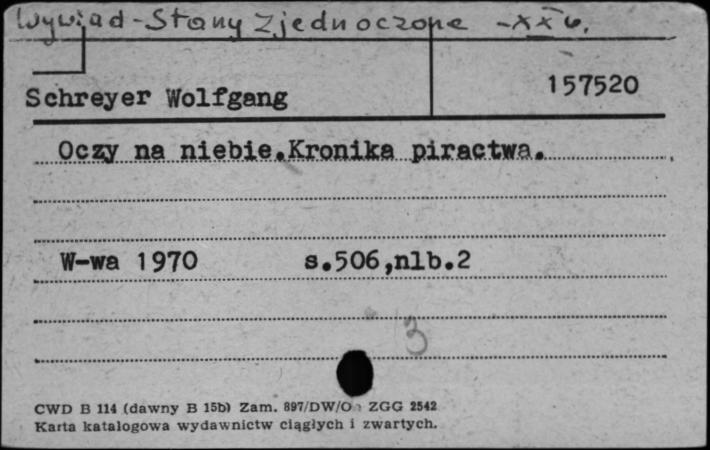 Wywiad - Stany Zjednoczone - XX w.
Schreyer Wolfgang 157520
Oczy na niebie.Kronika piractwa.
W-wa 1970 s.506,nlb.2
3
CWD B 114 (dawny B 15b) Zam. 897/DW/O ZGG 2542
Karta katalogowa wydawnictw ciągłych i zwartych.